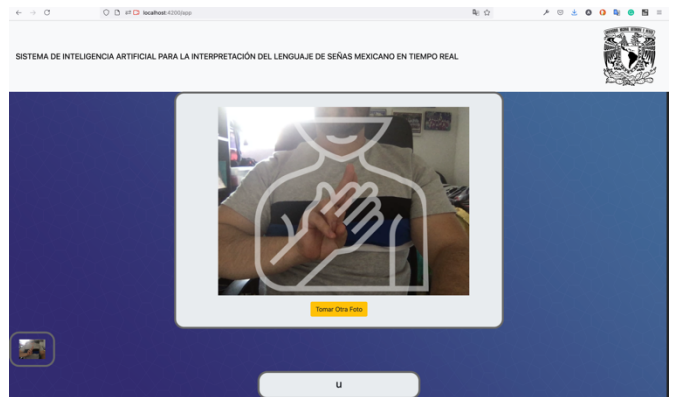 localhost:4200/app
SISTEMA DE INTELIGENCIA ARTIFICIAL PARA LA INTERPRETACIÓN DEL LENGUAJE DE SEÑAS MEXICANO EN TIEMPO REAL
Tomar Otra Foto
u